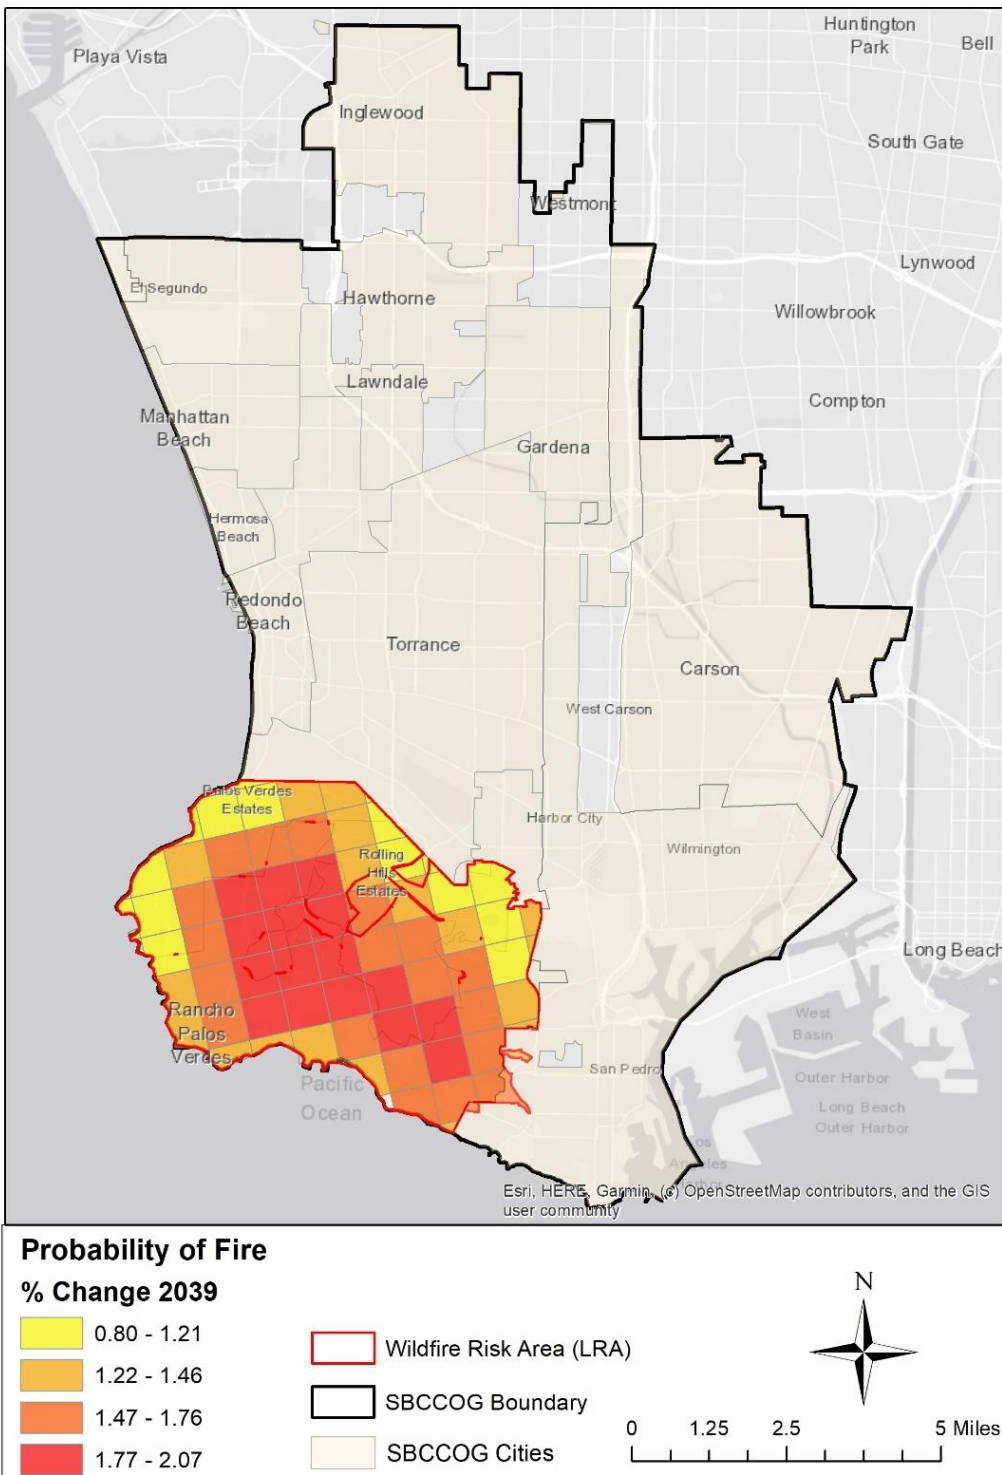 Huntington
Park
Bell
Playa Vista
Inglewood
South Gate
Westmont
Lynwood
El Segundo
Hawthorne
Willowbrook
Lawndale
Compton
Manhattan
Beach
Gardena
Hermosa
Beach
Redondo
Beach
Torrance
Carson
West Carson
Palos Verdes
Estates
Harbor City
Rolling
Hills
Estates
Wilmington
Long Beach
Rancho
Palos
Verdes
West
Basin
San Pedro
Outer Harbor
Pacific
Ocean
Long Beach
Outer Harbor
Los
Angeles
Harbor
Esri, HERE, Garmin, (c) OpenStreetMap contributors, and the GIS
user community
Probability of Fire
% Change 2039
0.80 - 1.21
1.22 - 1.46
1.47 - 1.76
1.77 - 2.07
Wildfire Risk Area (LRA)
SBCCOG Boundary
SBCCOG Cities
N
0 1.25 2.5 5 Miles